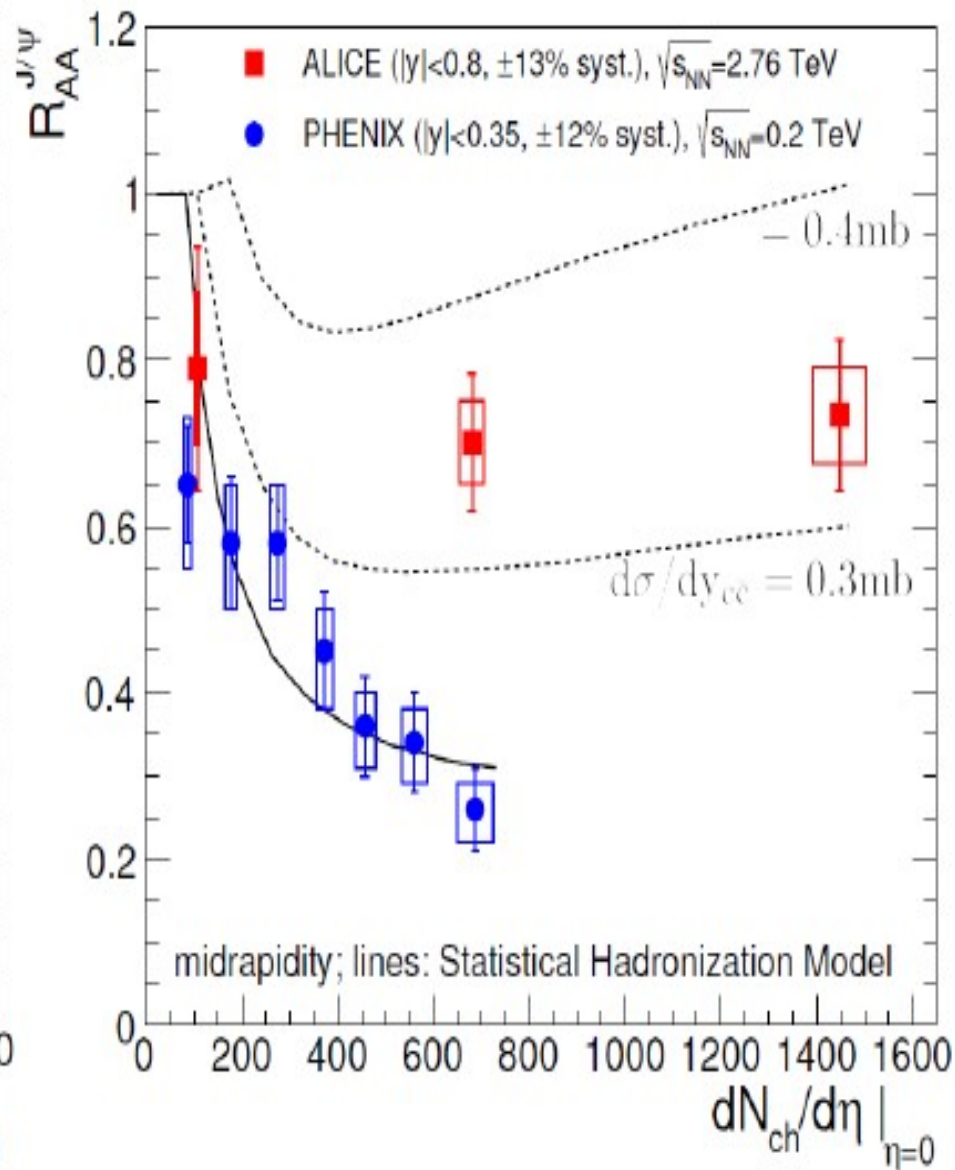 R_AA^J/ψ
ALICE (|y|<0.8, ±13% syst.), √s_NN=2.76 TeV
PHENIX (|y|<0.35, ±12% syst.), √s_NN=0.2 TeV
= 0.4mb
dσ/dy_cc̄ = 0.3mb
midrapidity; lines: Statistical Hadronization Model
1.2
1
0.8
0.6
0.4
0.2
0
0
0 200 400 600 800 1000 1200 1400 1600
dN_ch/dη |_η=0